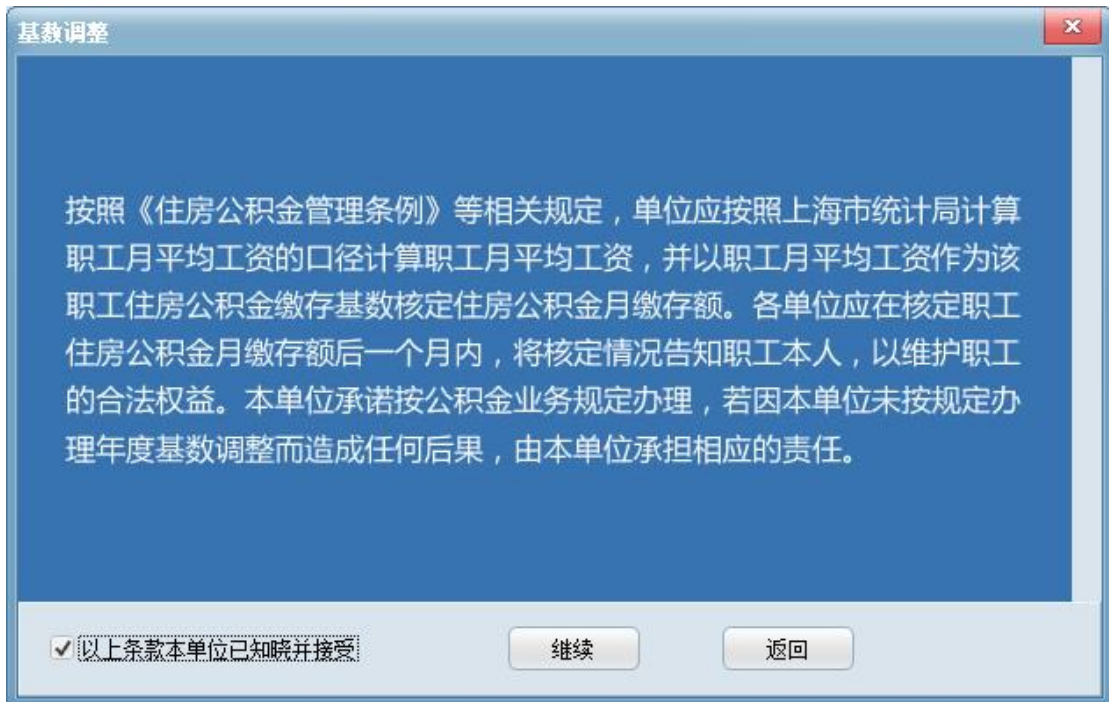 基数调整
按照《住房公积金管理条例》等相关规定，单位应按照上海市统计局计算
职工月平均工资的口径计算职工月平均工资，并以职工月平均工资作为该
职工住房公积金缴存基数核定住房公积金月缴存额。各单位应在核定职工
住房公积金月缴存额后一个月内，将核定情况告知职工本人，以维护职工
的合法权益。本单位承诺按公积金业务规定办理，若因本单位未按规定办
理年度基数调整而造成任何后果，由本单位承担相应的责任。
以上条款本单位已知晓并接受
继续
返回